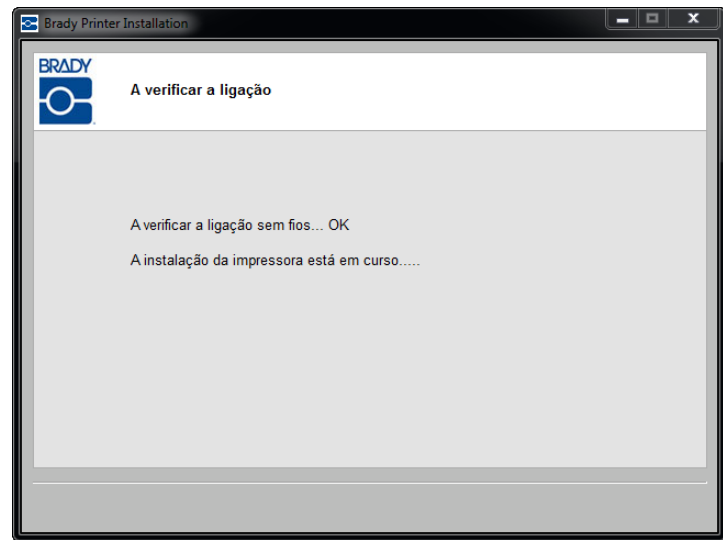 Brady Printer Installation
BRADY
A verificar a ligação
A verificar a ligação sem fios... OK
A instalação da impressora está em curso.....